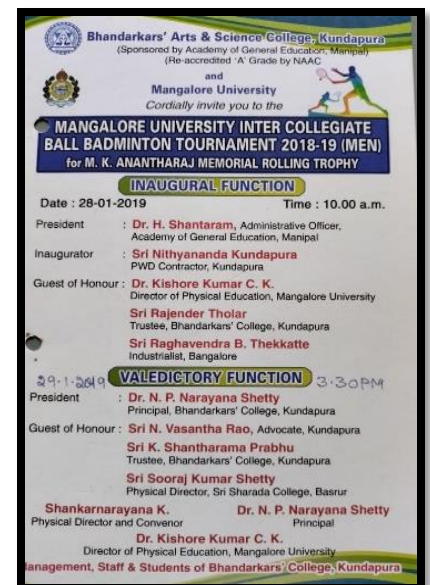 Bhandarkars' Arts & Science College, Kundapura
(Sponsored by Academy of General Education, Manipal)
(Re-accredited 'A' Grade by NAAC
and
Mangalore University
Cordially invite you to the
MANGALORE UNIVERSITY INTER COLLEGIATE
BALL BADMINTON TOURNAMENT 2018-19 (MEN)
for M. K. ANANTHARAJ MEMORIAL ROLLING TROPHY
INAUGURAL FUNCTION
Date : 28-01-2019 Time : 10.00 a.m.
President : Dr. H. Shantaram, Administrative Officer,
Academy of General Education, Manipal
Inaugurator : Sri Nithyananda Kundapura
PWD Contractor, Kundapura
Guest of Honour : Dr. Kishore Kumar C. K.
Director of Physical Education, Mangalore University
Sri Rajender Tholar
Trustee, Bhandarkars' College, Kundapura
Sri Raghavendra B. Thekkatte
Industrialist, Bangalore
29-1-2019 VALEDICTORY FUNCTION 3.30PM
President : Dr. N. P. Narayana Shetty
Principal, Bhandarkars' College, Kundapura
Guest of Honour : Sri N. Vasantha Rao, Advocate, Kundapura
Sri K. Shantharama Prabhu
Trustee, Bhandarkars' College, Kundapura
Sri Sooraj Kumar Shetty
Physical Director, Sri Sharada College, Basrur
Shankarnarayana K. Dr. N. P. Narayana Shetty
Physical Director and Convenor Principal
Dr. Kishore Kumar C. K.
Director of Physical Education, Mangalore University
anagement, Staff & Students of Bhandarkars' College, Kundapura